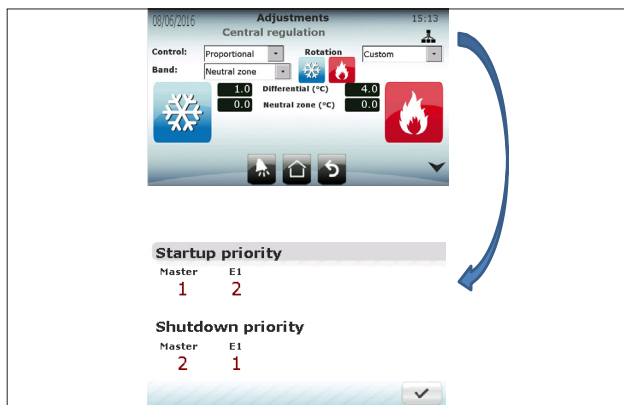 08/06/2016 Adjustments 15:13
Central regulation
Control: Proportional Rotation Custom
Band: Neutral zone
1.0 Differential (°C) 4.0
0.0 Neutral zone (°C) 0.0
Startup priority
Master E1
1 2
Shutdown priority
Master E1
2 1